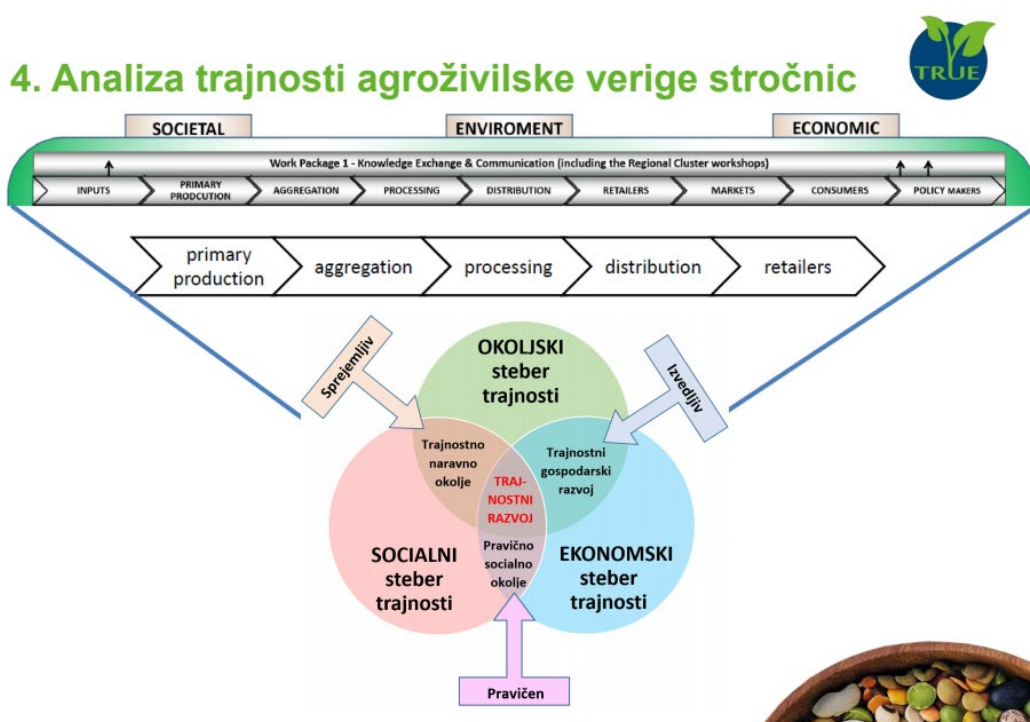 TRUE
4. Analiza trajnosti agroživilske verige stročnic
SOCIETAL
ENVIROMENT
ECONOMIC
Work Package 1 - Knowledge Exchange & Communication (including the Regional Cluster workshops)
INPUTS
PRIMARY
PRODCUTION
AGGREGATION
PROCESSING
DISTRIBUTION
RETAILERS
MARKETS
CONSUMERS
POLICY MAKERS
primary
production
aggregation
processing
distribution
retailers
Sprejemljiv
OKOLJSKI
steber
trajnosti
Izvedljiv
Trajnostno
naravno
okolje
Trajnostni
gospodarski
razvoj
TRAJ-
NOSTNI
RAZVOJ
SOCIALNI
steber
trajnosti
Pravično
socialno
okolje
EKONOMSKI
steber
trajnosti
Pravičen